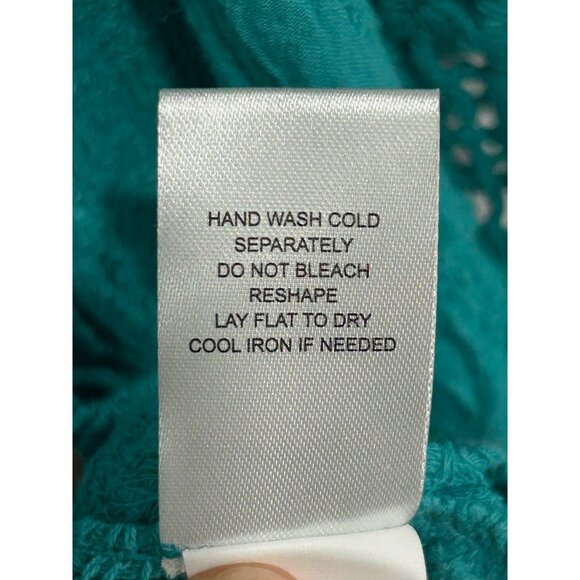 HAND WASH COLD
SEPARATELY
DO NOT BLEACH
RESHAPE
LAY FLAT TO DRY
COOL IRON IF NEEDED